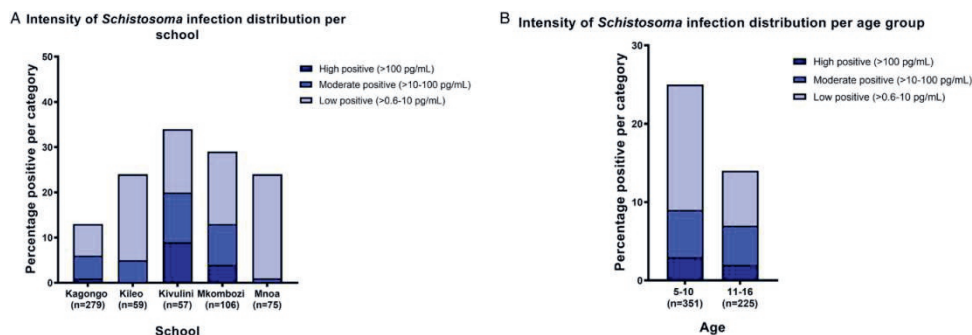 A Intensity of Schistosoma infection distribution per
school
Percentage positive per category
50
40
30
20
10
0
High positive (>100 pg/mL)
Moderate positive (>10-100 pg/mL)
Low positive (>0.6-10 pg/mL)
Kagongo Kileo Kivulini Mkombozi Mnoa
(n=279) (n=59) (n=57) (n=106) (n=75)
School
B Intensity of Schistosoma infection distribution per age group
Percentage positive per category
30
20
10
0
High positive (>100 pg/mL)
Moderate positive (>10-100 pg/mL)
Low positive (>0.6-10 pg/mL)
5-10 11-16
(n=351) (n=225)
Age